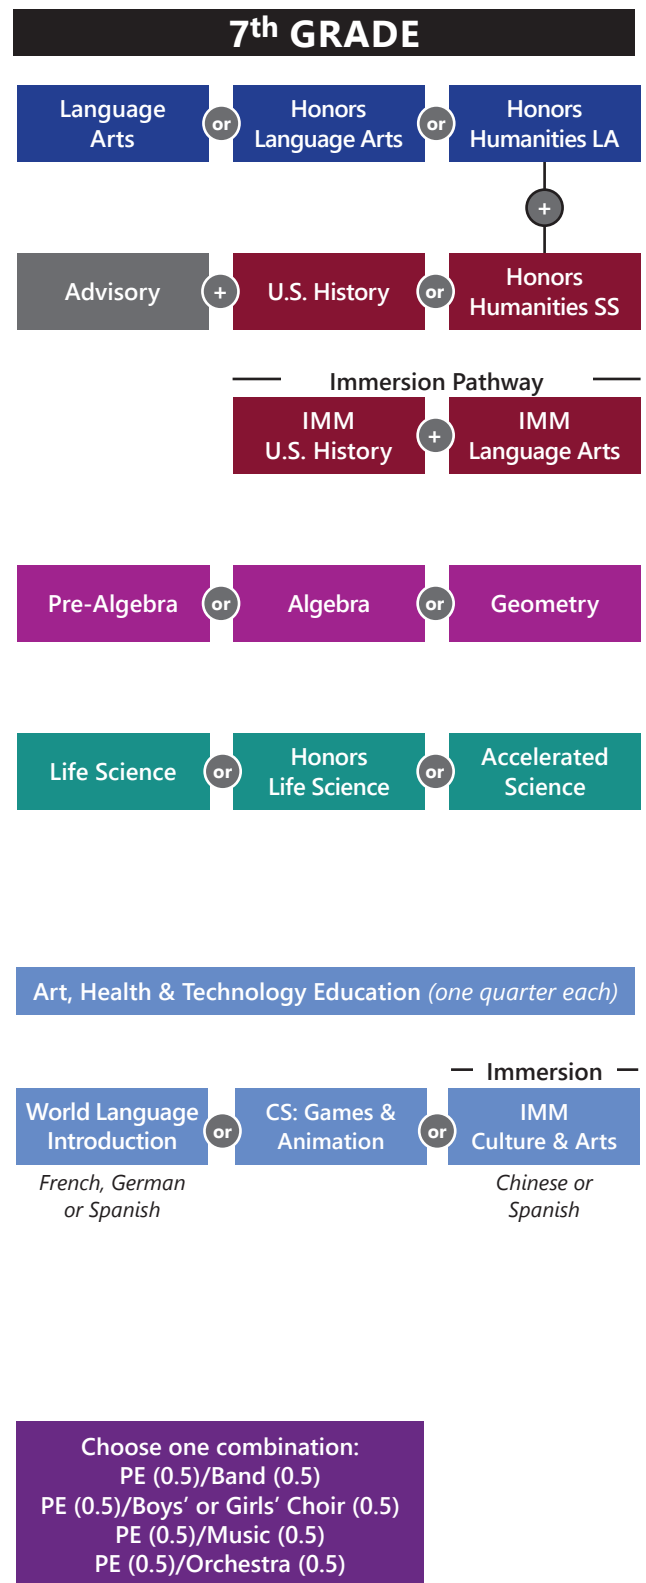 7th GRADE
Language
Arts
or
Honors
Language Arts
or
Honors
Humanities LA
+
Advisory
+
U.S. History
or
Honors
Humanities SS
Immersion Pathway
IMM
U.S. History
+
IMM
Language Arts
Pre-Algebra
or
Algebra
or
Geometry
Life Science
or
Honors
Life Science
or
Accelerated
Science
Art, Health & Technology Education (one quarter each)
Immersion
World Language
Introduction
or
CS: Games &
Animation
or
IMM
Culture & Arts
French, German
or Spanish
Chinese or
Spanish
Choose one combination:
PE (0.5)/Band (0.5)
PE (0.5)/Boys’ or Girls’ Choir (0.5)
PE (0.5)/Music (0.5)
PE (0.5)/Orchestra (0.5)